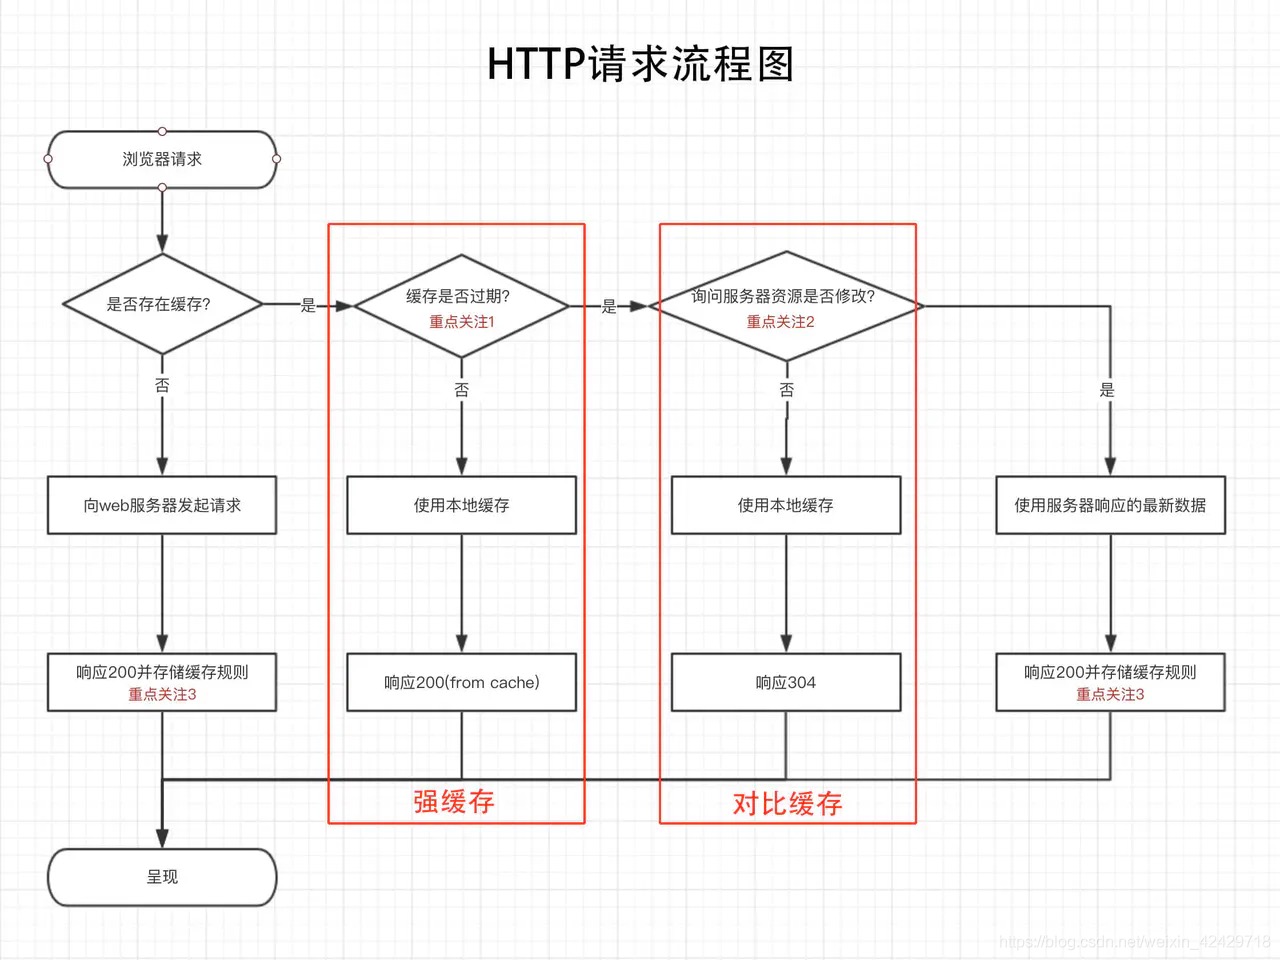 HTTP请求流程图
浏览器请求
是否存在缓存?
是
缓存是否过期?
重点关注1
是
询问服务器资源是否修改?
重点关注2
否
否
否
是
向web服务器发起请求
使用本地缓存
使用本地缓存
使用服务器响应的最新数据
响应200并存储缓存规则
重点关注3
响应200(from cache)
响应304
响应200并存储缓存规则
重点关注3
强缓存
对比缓存
呈现
https://blog.csdn.net/weixin_42429718